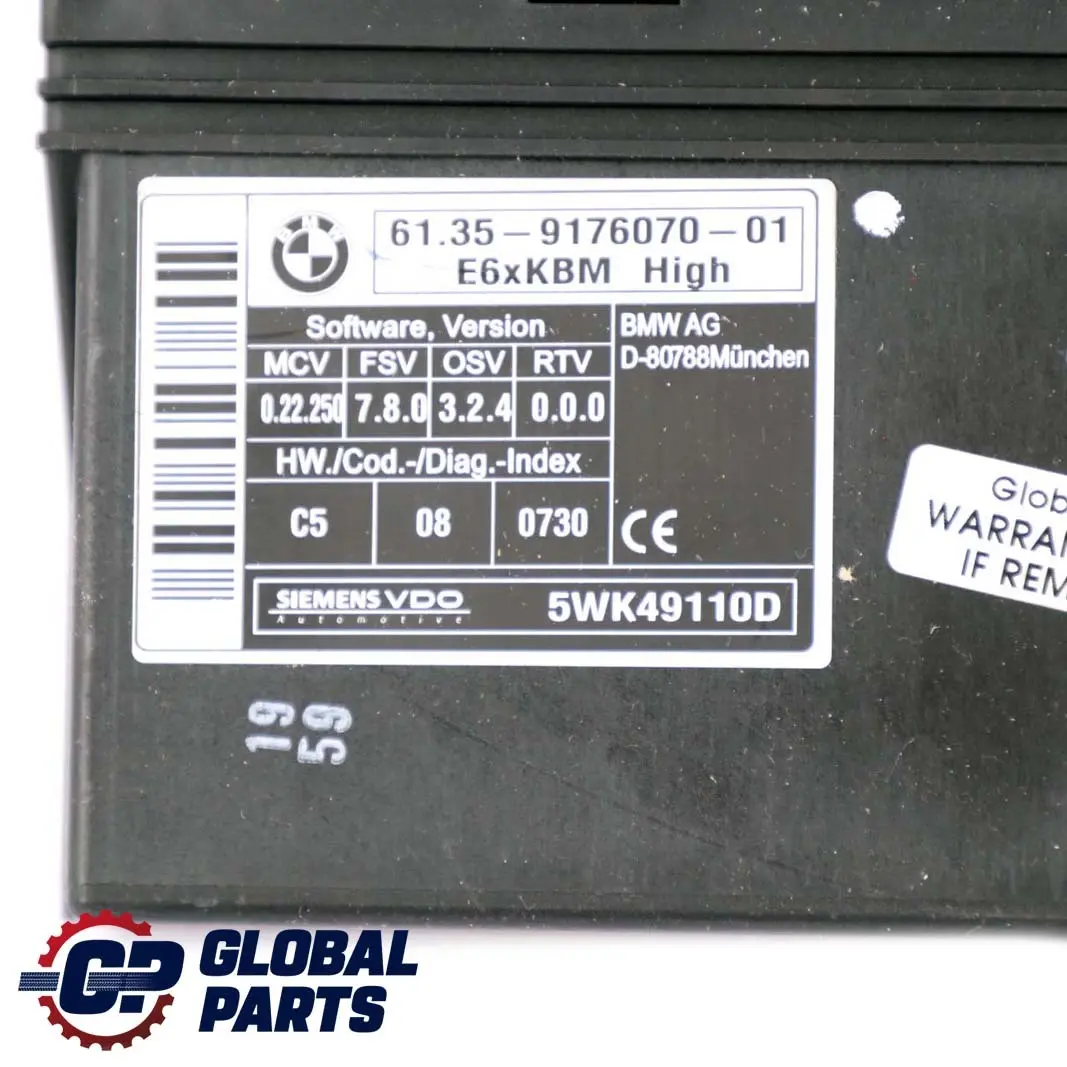 BMW
61.35-9176070-01
E6xKBM High
Software, Version
MCV FSV OSV RTV
0.22.250 7.8.0 3.2.4 0.0.0
BMW AG
D-80788München
HW./Cod.-/Diag.-Index
C5 08 0730
CE
SIEMENS VDO
Automotive
5WK49110D
Glob
WARRAN
IF REM
19
59
CP GLOBAL
PARTS